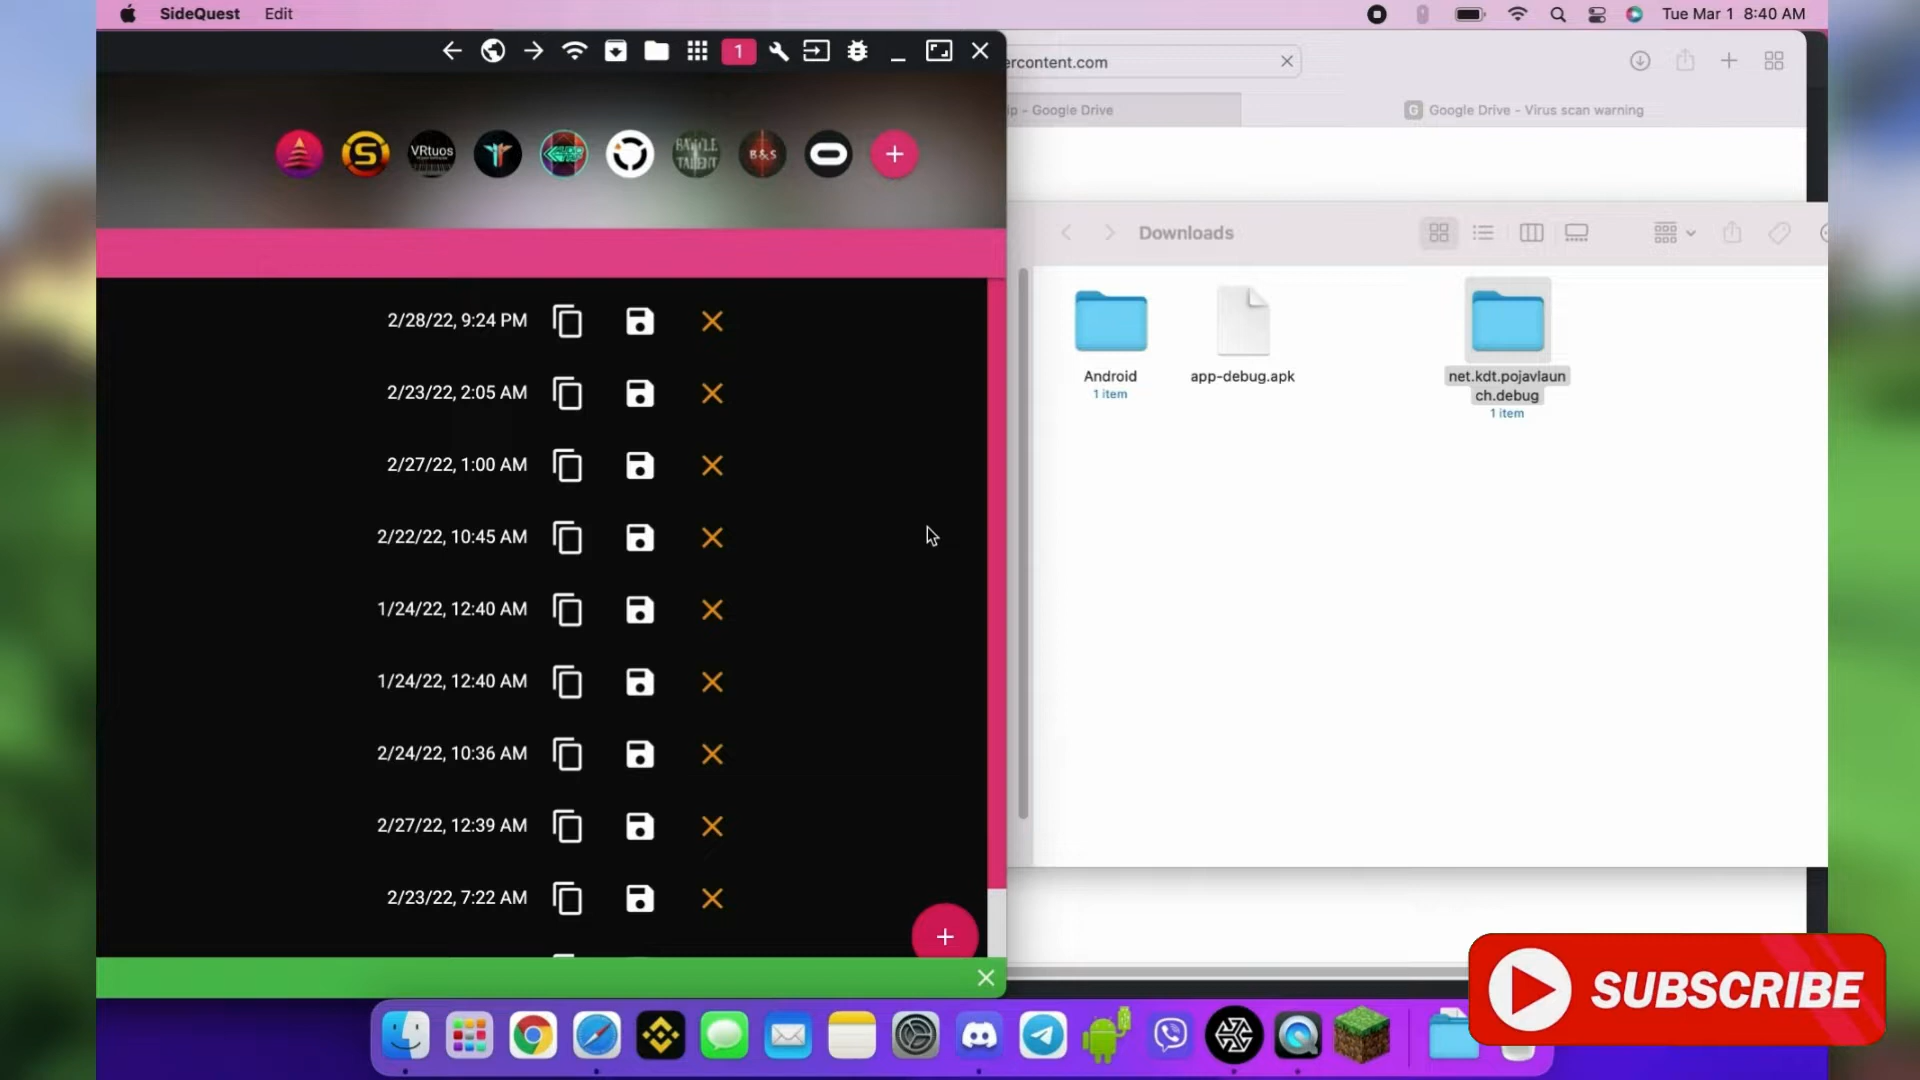 SideQuest Edit
Tue Mar 1 8:40 AM
1
ercontent.com
lp - Google Drive
G Google Drive - Virus scan warning
VRtuos
BATTLE
TALENT
B&S
S
Downloads
Android
1 item
app-debug.apk
net.kdt.pojavlaun
ch.debug
1 item
2/28/22, 9:24 PM
2/23/22, 2:05 AM
2/27/22, 1:00 AM
2/22/22, 10:45 AM
1/24/22, 12:40 AM
1/24/22, 12:40 AM
2/24/22, 10:36 AM
2/27/22, 12:39 AM
2/23/22, 7:22 AM
SUBSCRIBE